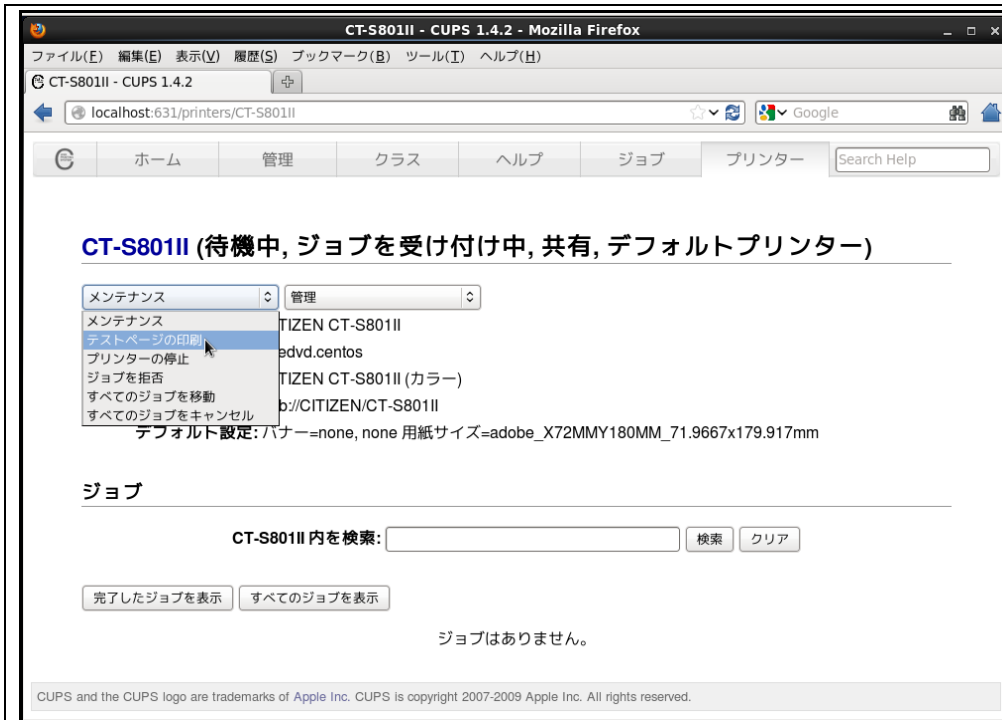 CT-S801II - CUPS 1.4.2 - Mozilla Firefox
ファイル(F) 編集(E) 表示(V) 履歴(S) ブックマーク(B) ツール(T) ヘルプ(H)
CT-S801II - CUPS 1.4.2
localhost:631/printers/CT-S801II
Google
ホーム 管理 クラス ヘルプ ジョブ プリンター Search Help
CT-S801II (待機中, ジョブを受け付け中, 共有, デフォルトプリンター)
メンテナンス 管理
メンテナンス
テストページの印刷
プリンターの停止
ジョブを拒否
すべてのジョブを移動
すべてのジョブをキャンセル
TIZEN CT-S801II
edvd.centos
TIZEN CT-S801II (カラー)
b://CITIZEN/CT-S801II
デフォルト設定: バナー=none, none 用紙サイズ=adobe_X72MMY180MM_71.9667x179.917mm
ジョブ
CT-S801II 内を検索: 検索 クリア
完了したジョブを表示 すべてのジョブを表示
ジョブはありません。
CUPS and the CUPS logo are trademarks of Apple Inc. CUPS is copyright 2007-2009 Apple Inc. All rights reserved.